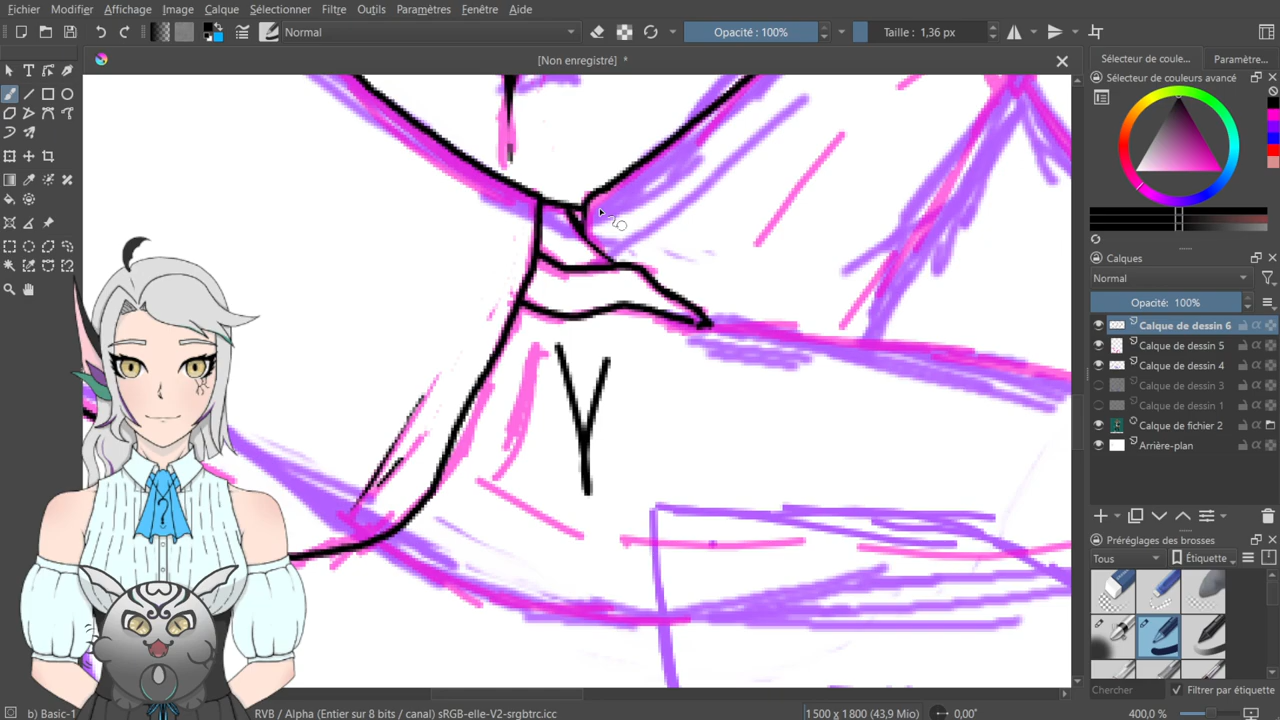 Fichier Modifier Affichage Image Calque Sélectionner Filtre Outils Paramètres Fenêtre Aide
Normal Opacité : 100% Taille : 1,36 px
[Non enregistré] *
Sélecteur de coule... Paramètre...
Sélecteur de couleurs avancé
Calques
Normal
Opacité: 100%
Calque de dessin 6
Calque de dessin 5
Calque de dessin 4
Calque de dessin 3
Calque de dessin 1
Calque de fichier 2
Arrière-plan
Y
?
Préréglages des brosses
Tous Étiquette
Chercher Filtrer par étiquette
b) Basic-1 RVB / Alpha (Entier sur 8 bits / canal) sRGB-elle-V2-srgbtrc.icc 1 500 x 1 800 (43,9 Mio) 0,00° 400,0 %